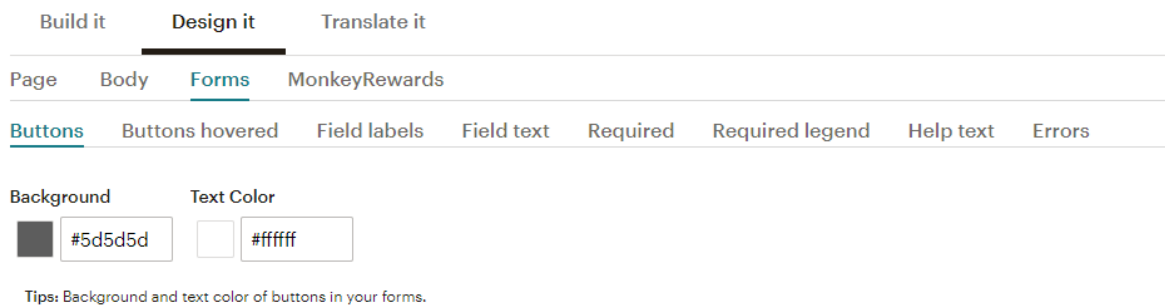 Build it Design it Translate it
Page Body Forms MonkeyRewards
Buttons Buttons hovered Field labels Field text Required Required legend Help text Errors
Background Text Color
#5d5d5d #ffffff
Tips: Background and text color of buttons in your forms.